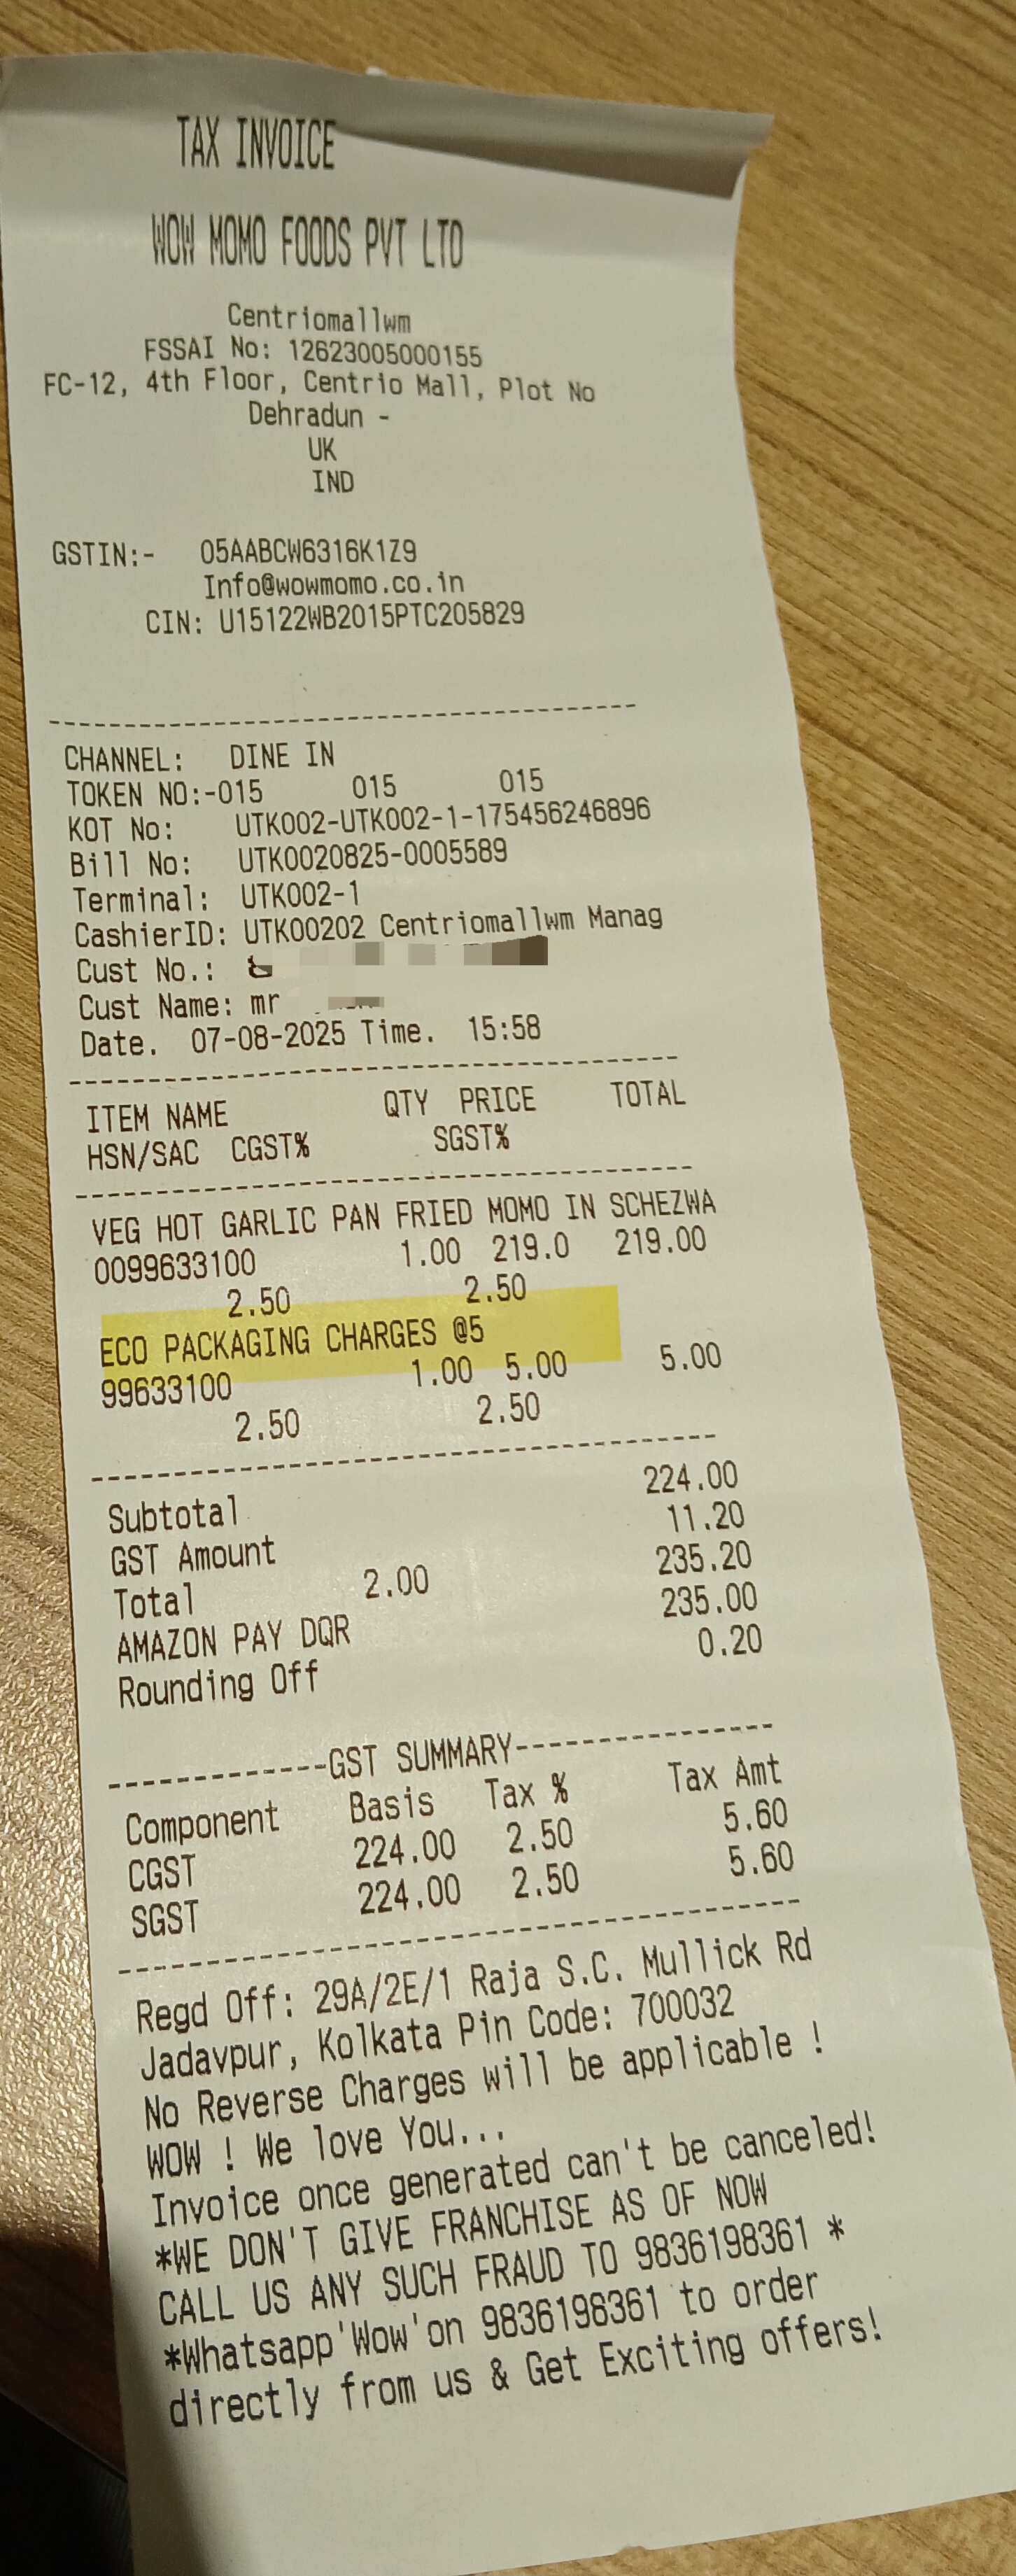 TAX INVOICE
WOW MOMO FOODS PVT LTD
Centriomallwm
FSSAI No: 12623005000155
FC-12, 4th Floor, Centrio Mall, Plot No
Dehradun -
UK
IND
GSTIN:- 05AABCW6316K1Z9
Info@wowmomo.co.in
CIN: U15122WB2015PTC205829
CHANNEL: DINE IN
TOKEN NO:-015 015 015
KOT No: UTK002-UTK002-1-175456246896
Bill No: UTK0020825-0005589
Terminal: UTK002-1
CashierID: UTK00202 Centriomallwm Manag
Cust No.:
Cust Name: mr
Date. 07-08-2025 Time. 15:58
ITEM NAME QTY PRICE TOTAL
HSN/SAC CGST% SGST%
VEG HOT GARLIC PAN FRIED MOMO IN SCHEZWA
0099633100 1.00 219.0 219.00
2.50 2.50
ECO PACKAGING CHARGES @5
99633100 1.00 5.00 5.00
2.50 2.50
Subtotal 224.00
GST Amount 11.20
Total 2.00 235.20
AMAZON PAY DQR 235.00
Rounding Off 0.20
------------GST SUMMARY--------------
Component Basis Tax % Tax Amt
CGST 224.00 2.50 5.60
SGST 224.00 2.50 5.60
Regd Off: 29A/2E/1 Raja S.C. Mullick Rd
Jadavpur, Kolkata Pin Code: 700032
No Reverse Charges will be applicable !
WOW ! We love You...
Invoice once generated can't be canceled!
*WE DON'T GIVE FRANCHISE AS OF NOW
CALL US ANY SUCH FRAUD TO 9836198361 *
*Whatsapp'Wow'on 9836198361 to order
directly from us & Get Exciting offers!